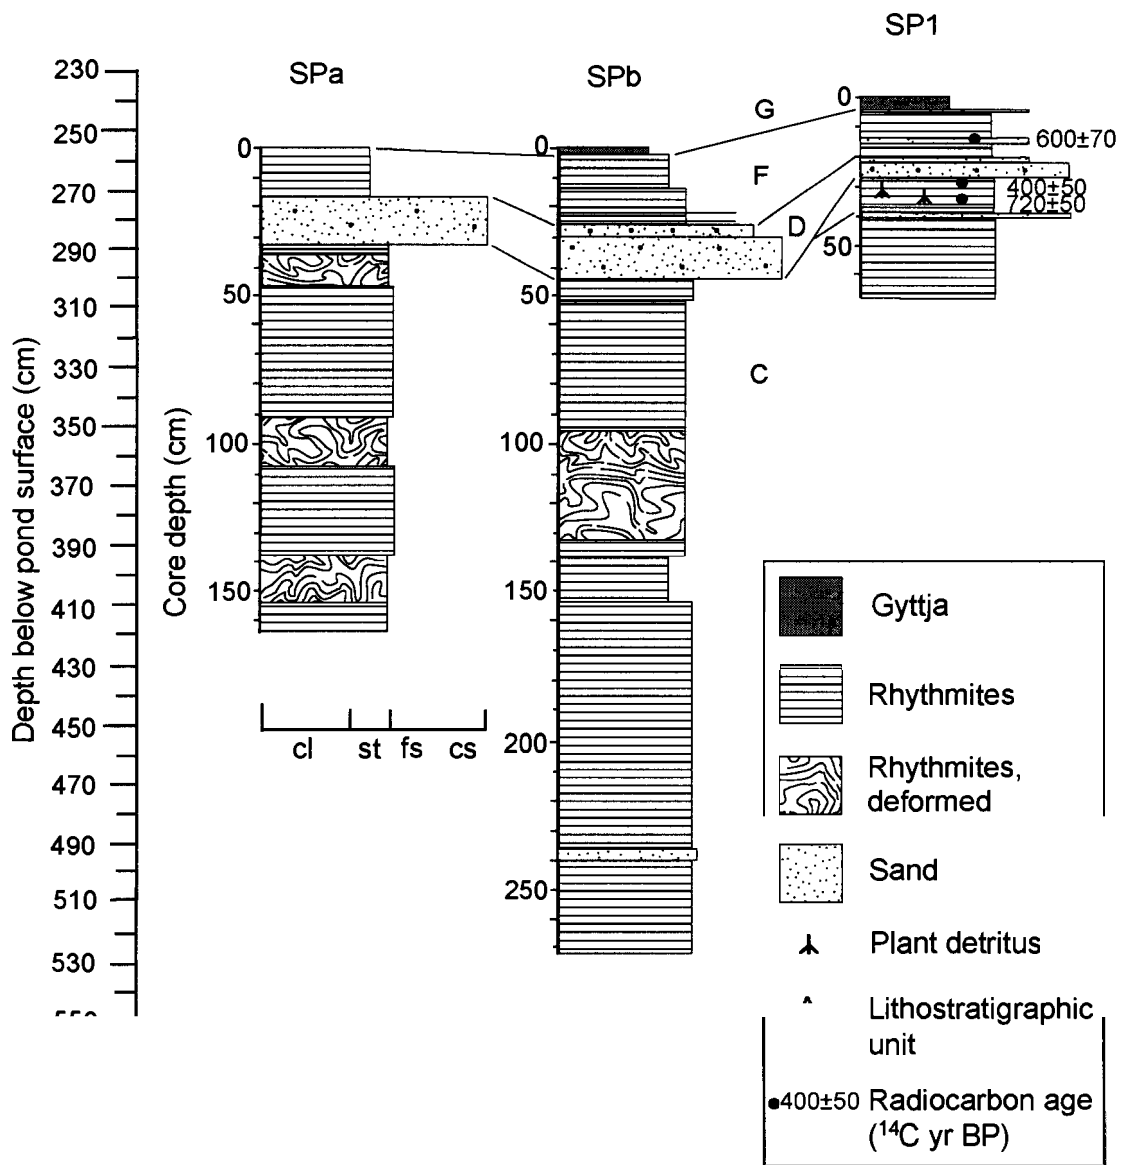 SP1
SPa
SPb
Depth below pond surface (cm)
230
250
270
290
310
330
350
370
390
410
430
450
470
490
510
530
Core depth (cm)
0
50
100
150
0
50
100
150
200
250
0
50
G
F
D
C
600±70
400±50
720±50
cl st fs cs
Gyttja
Rhythmites
Rhythmites,
deformed
Sand
Plant detritus
Lithostratigraphic
unit
400±50 Radiocarbon age
(¹⁴C yr BP)